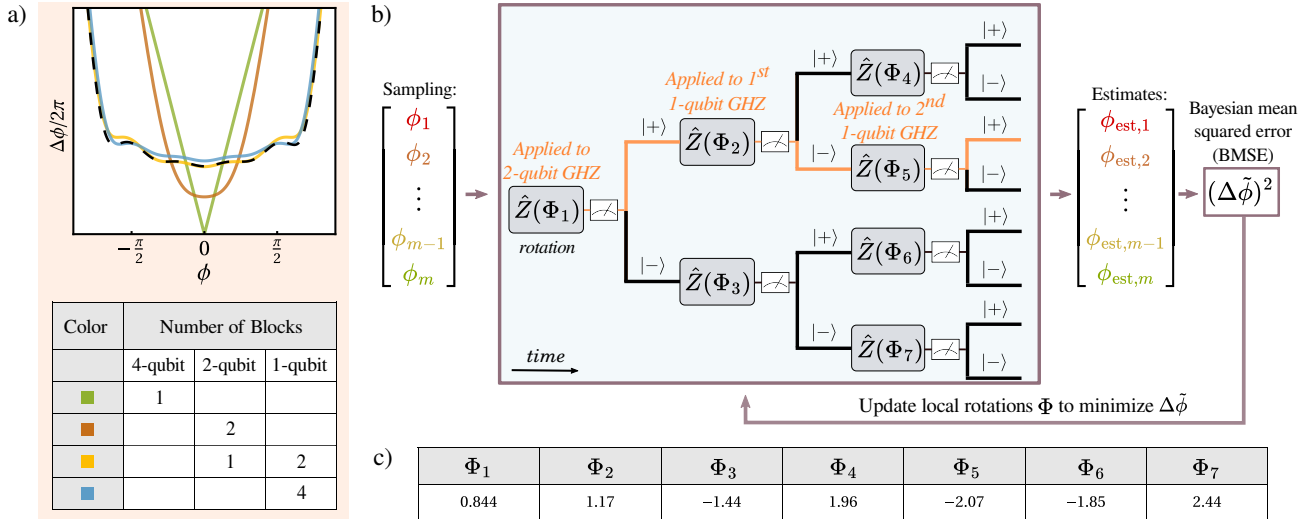 a)
Δϕ/2π
−π/2
0
π/2
ϕ
Color
Number of Blocks
4-qubit
2-qubit
1-qubit
1
2
1
2
4
b)
Sampling:
ϕ₁
ϕ₂
⋮
ϕₘ₋₁
ϕₘ
Applied to
2-qubit GHZ
Ẑ(Φ₁)
rotation
|+⟩
|−⟩
Applied to 1ˢᵗ
1-qubit GHZ
Ẑ(Φ₂)
Ẑ(Φ₃)
|+⟩
|−⟩
|+⟩
|−⟩
Ẑ(Φ₄)
Applied to 2ⁿᵈ
1-qubit GHZ
Ẑ(Φ₅)
Ẑ(Φ₆)
Ẑ(Φ₇)
|+⟩
|−⟩
|+⟩
|−⟩
|+⟩
|−⟩
|+⟩
|−⟩
time
Estimates:
ϕest,1
ϕest,2
⋮
ϕest,m−1
ϕest,m
Bayesian mean
squared error
(BMSE)
(Δϕ̃)²
Update local rotations Φ to minimize Δϕ̃
c)
Φ₁ Φ₂ Φ₃ Φ₄ Φ₅ Φ₆ Φ₇
0.844 1.17 −1.44 1.96 −2.07 −1.85 2.44